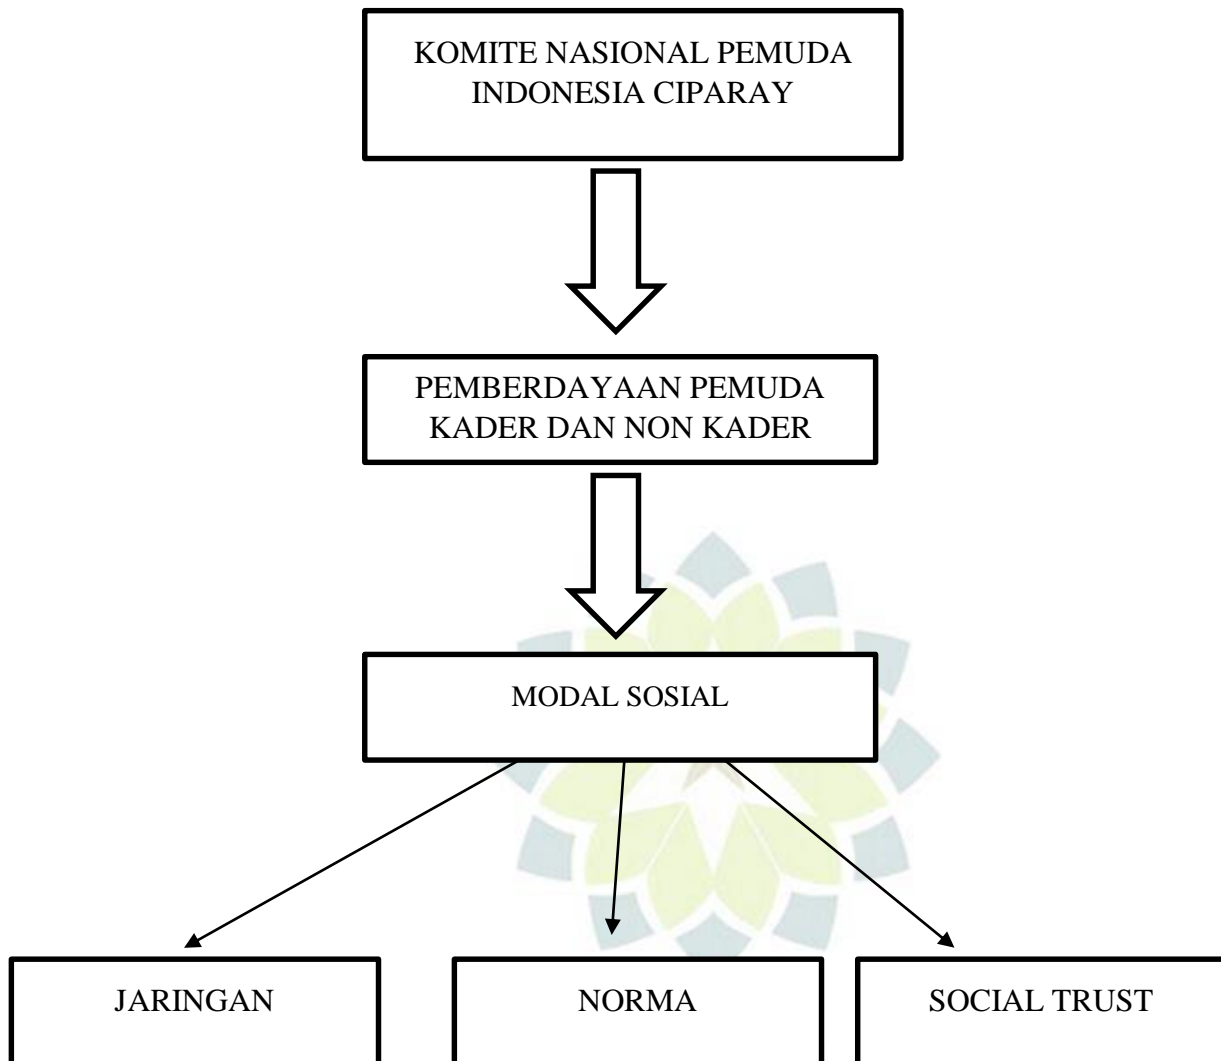 KOMITE NASIONAL PEMUDA
INDONESIA CIPARAY
PEMBERDAYAAN PEMUDA
KADER DAN NON KADER
MODAL SOSIAL
JARINGAN
NORMA
SOCIAL TRUST